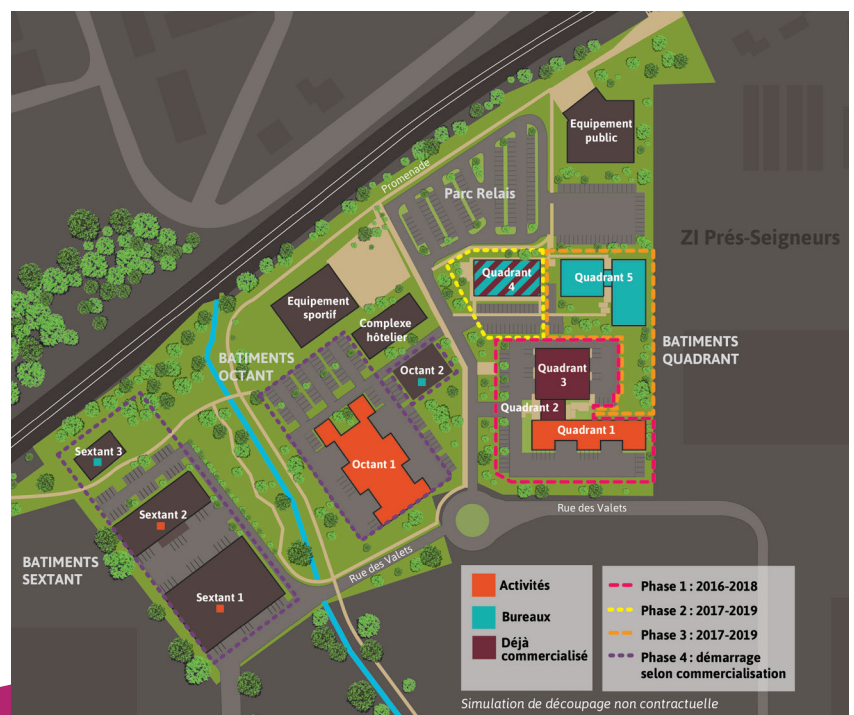 Equipement
public
Promenade
Parc Relais
ZI Prés-Seigneurs
Quadrant
4
Quadrant 5
Equipement
sportif
Complexe
hôtelier
BATIMENTS
OCTANT
BATIMENTS
QUADRANT
Octant 2
Quadrant
3
Quadrant 2
Quadrant 1
Sextant 3
Octant 1
Sextant 2
Rue des Valets
BATIMENTS
SEXTANT
Rue des Valets
Sextant 1
Activités
Bureaux
Déjà
commercialisé
Phase 1 : 2016-2018
Phase 2 : 2017-2019
Phase 3 : 2017-2019
Phase 4 : démarrage
selon commercialisation
Simulation de découpage non contractuelle